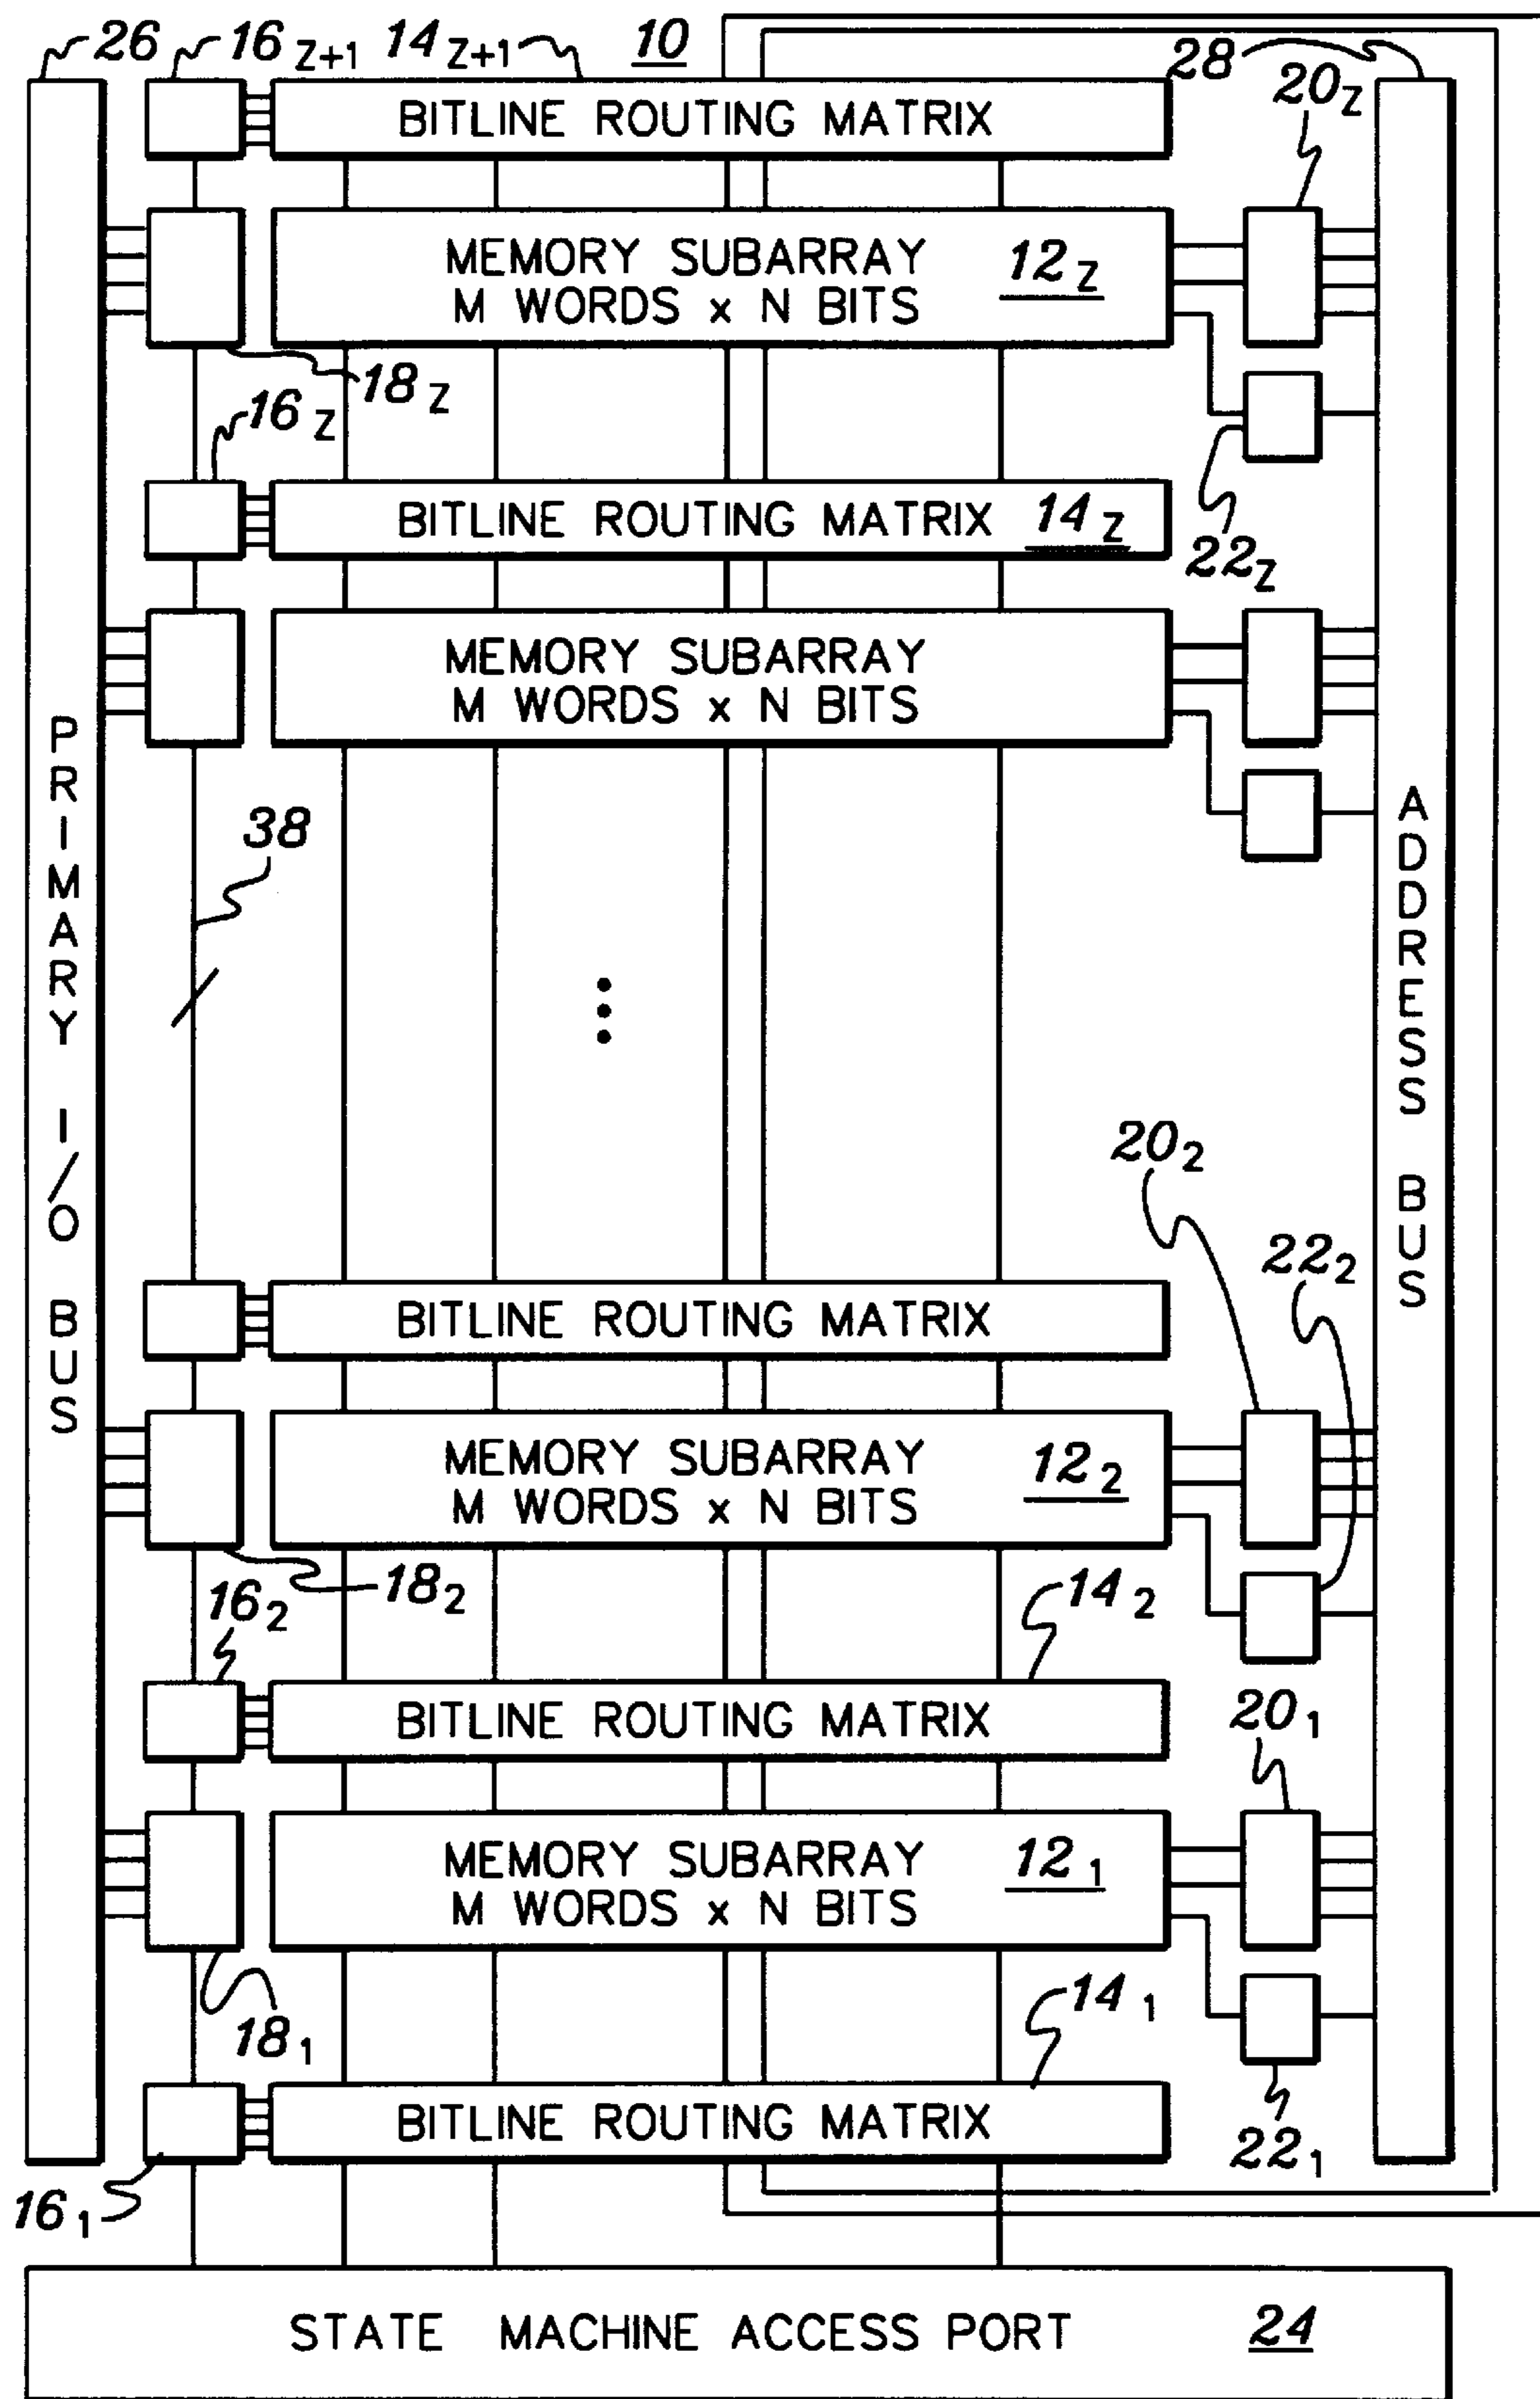 26
16 Z+1
14 Z+1
10
28
20Z
BITLINE ROUTING MATRIX
MEMORY SUBARRAY
M WORDS x N BITS
12 Z
18 Z
16 Z
BITLINE ROUTING MATRIX 14 Z
22Z
MEMORY SUBARRAY
M WORDS x N BITS
PRIMARY I/O BUS
38
ADDRESS BUS
20 2
22 2
BITLINE ROUTING MATRIX
MEMORY SUBARRAY
M WORDS x N BITS
12 2
18 2
16 2
14 2
BITLINE ROUTING MATRIX
20 1
MEMORY SUBARRAY
M WORDS x N BITS
12 1
18 1
14 1
BITLINE ROUTING MATRIX
22 1
16 1
STATE MACHINE ACCESS PORT 24